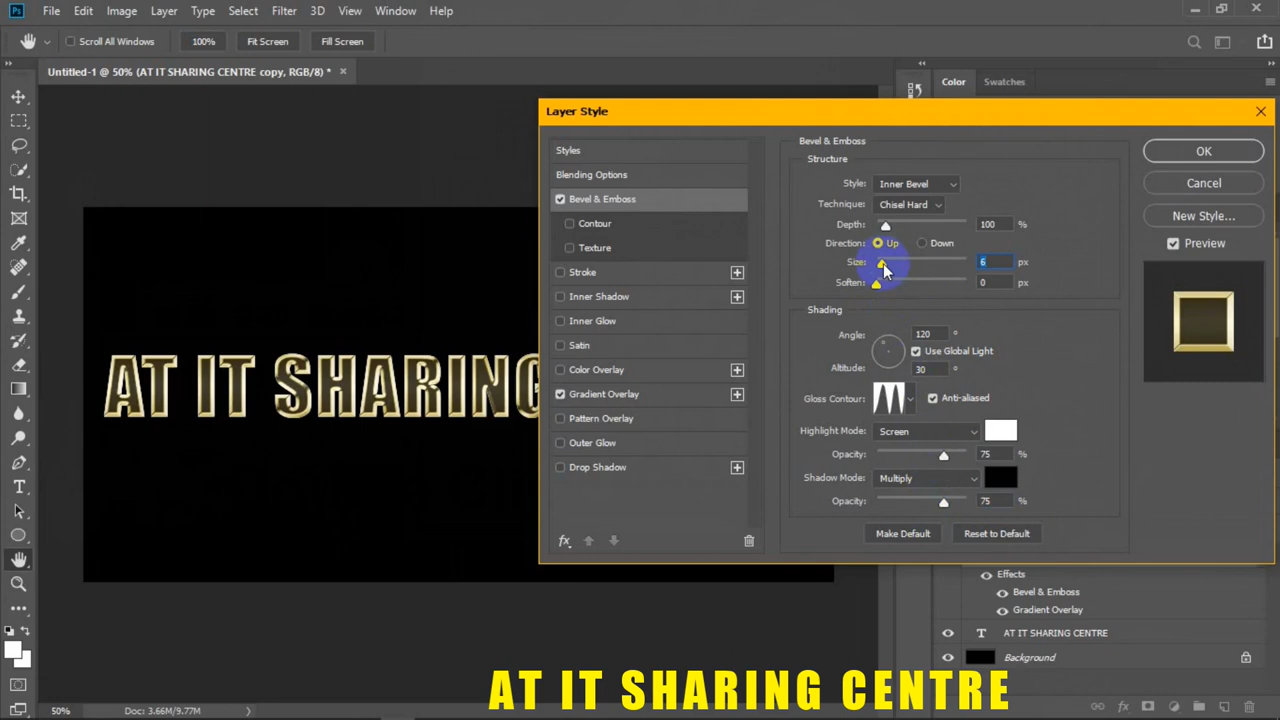 Ps File Edit Image Layer Type Select Filter 3D View Window Help
Scroll All Windows 100% Fit Screen Fill Screen
Untitled-1 @ 50% (AT IT SHARING CENTRE copy, RGB/8) * ×
Color Swatches
Layer Style
Styles
Blending Options
Bevel & Emboss
Contour
Texture
Stroke
Inner Shadow
Inner Glow
Satin
Color Overlay
Gradient Overlay
Pattern Overlay
Outer Glow
Drop Shadow
fx
Bevel & Emboss
Structure
Style: Inner Bevel
Technique: Chisel Hard
Depth: 100 %
Direction: Up Down
Size: 6 px
Soften: 0 px
Shading
Angle: 120 °
Use Global Light
Altitude: 30 °
Gloss Contour: Anti-aliased
Highlight Mode: Screen
Opacity: 75 %
Shadow Mode: Multiply
Opacity: 75 %
Make Default Reset to Default
OK
Cancel
New Style...
Preview
AT IT SHARING
Effects
Bevel & Emboss
Gradient Overlay
T AT IT SHARING CENTRE
Background
50% Doc: 3.66M/9.77M
fx
AT IT SHARING CENTRE